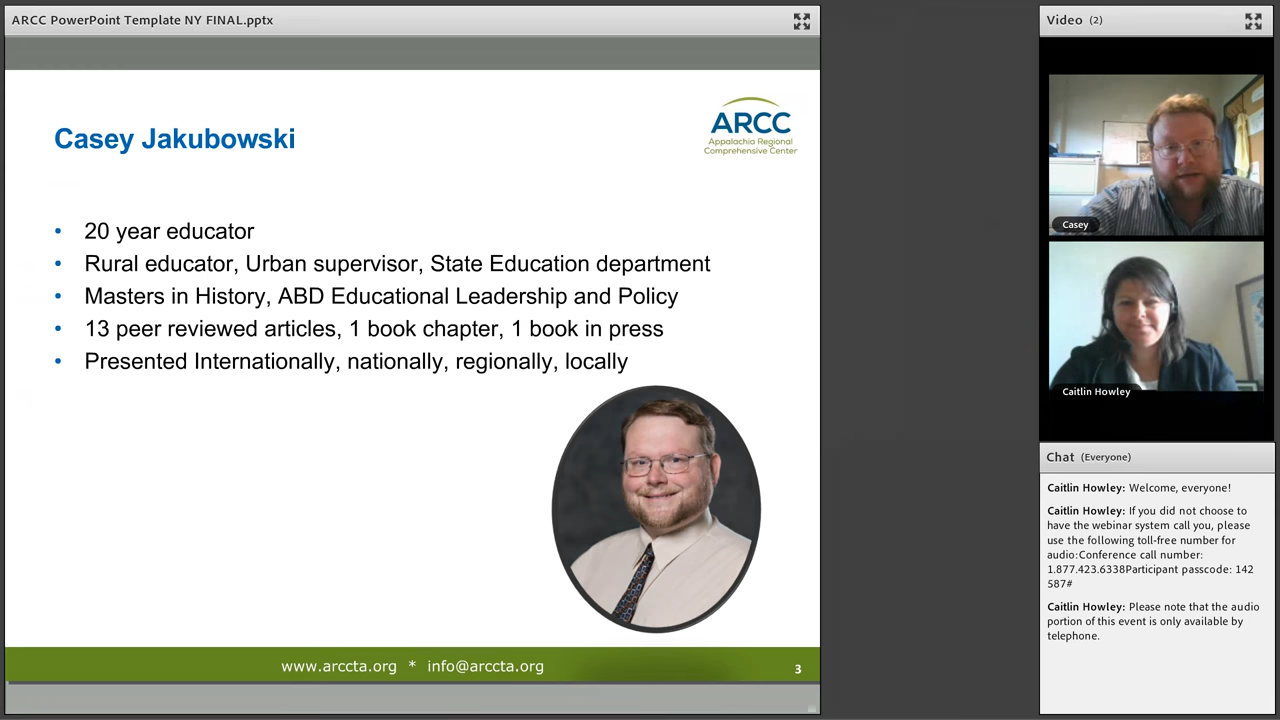 ARCC PowerPoint Template NY FINAL.pptx
Casey Jakubowski
ARCC
Appalachia Regional
Comprehensive Center
• 20 year educator
• Rural educator, Urban supervisor, State Education department
• Masters in History, ABD Educational Leadership and Policy
• 13 peer reviewed articles, 1 book chapter, 1 book in press
• Presented Internationally, nationally, regionally, locally
www.arccta.org * info@arccta.org
3
Video (2)
Casey
Caitlin Howley
Chat (Everyone)
Caitlin Howley: Welcome, everyone!
Caitlin Howley: If you did not choose to
have the webinar system call you, please
use the following toll-free number for
audio:Conference call number:
1.877.423.6338Participant passcode: 142
587#
Caitlin Howley: Please note that the audio
portion of this event is only available by
telephone.